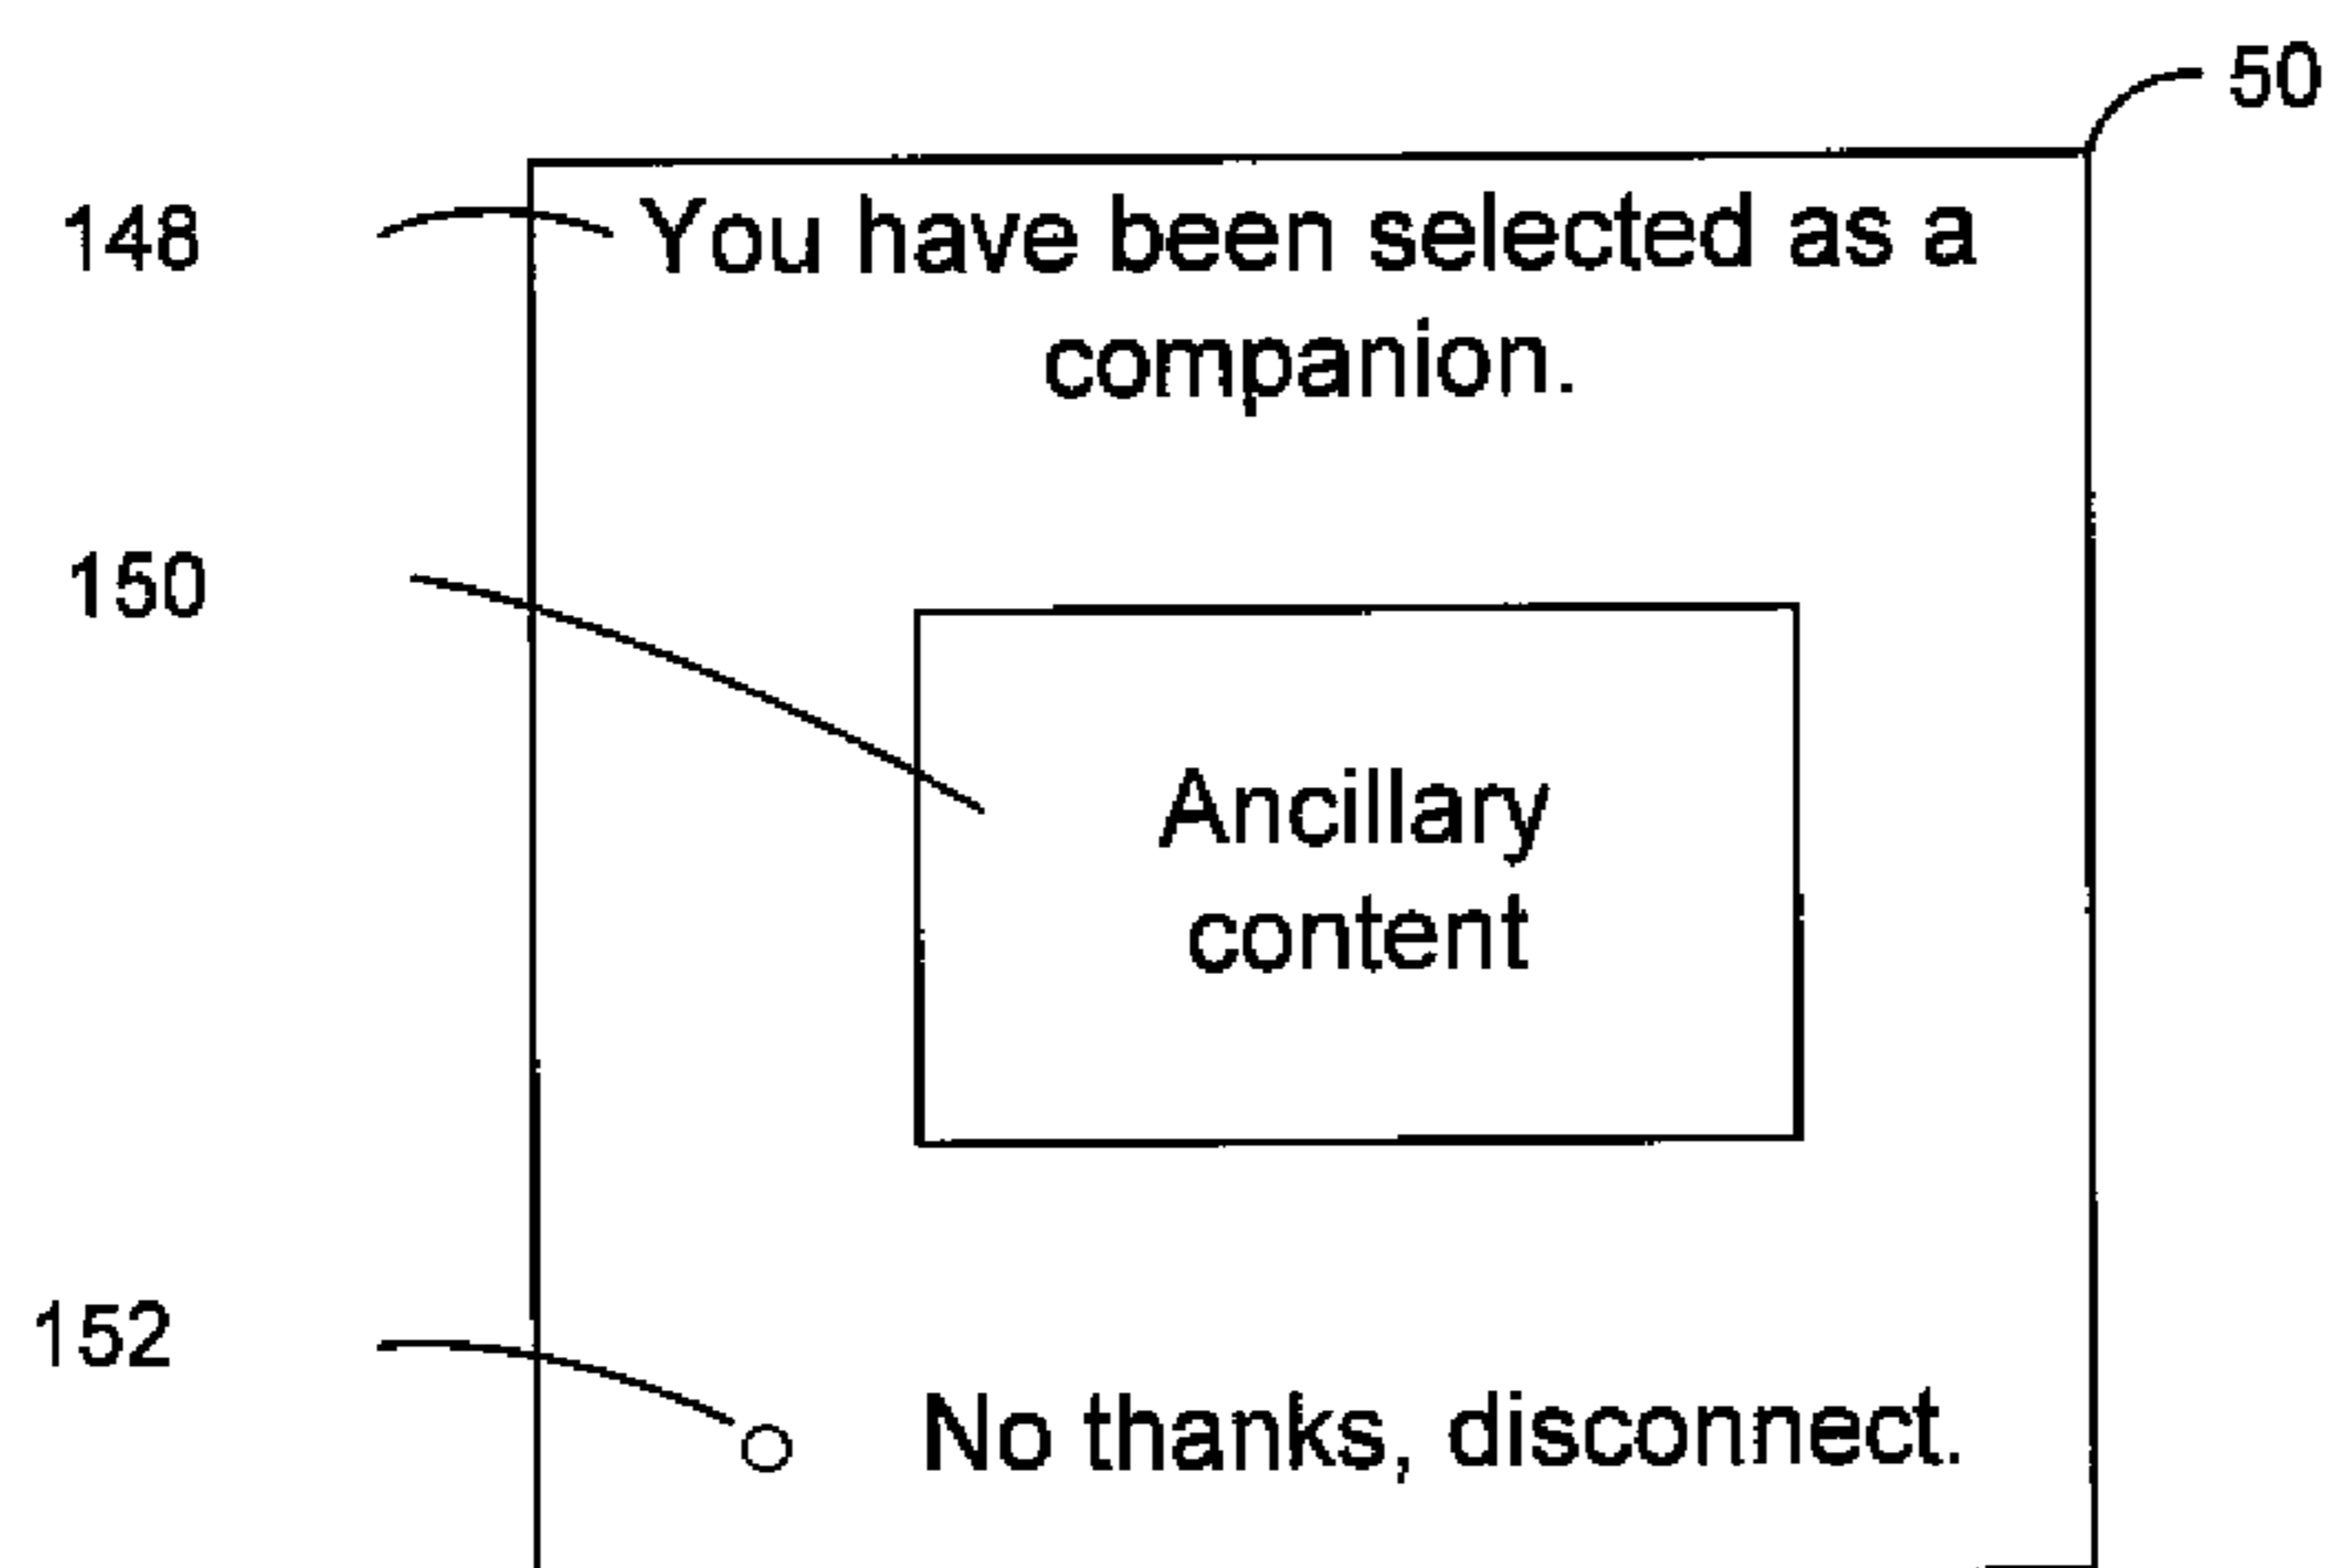 50
148
You have been selected as a
companion.
150
Ancillary
content
152
No thanks, disconnect.